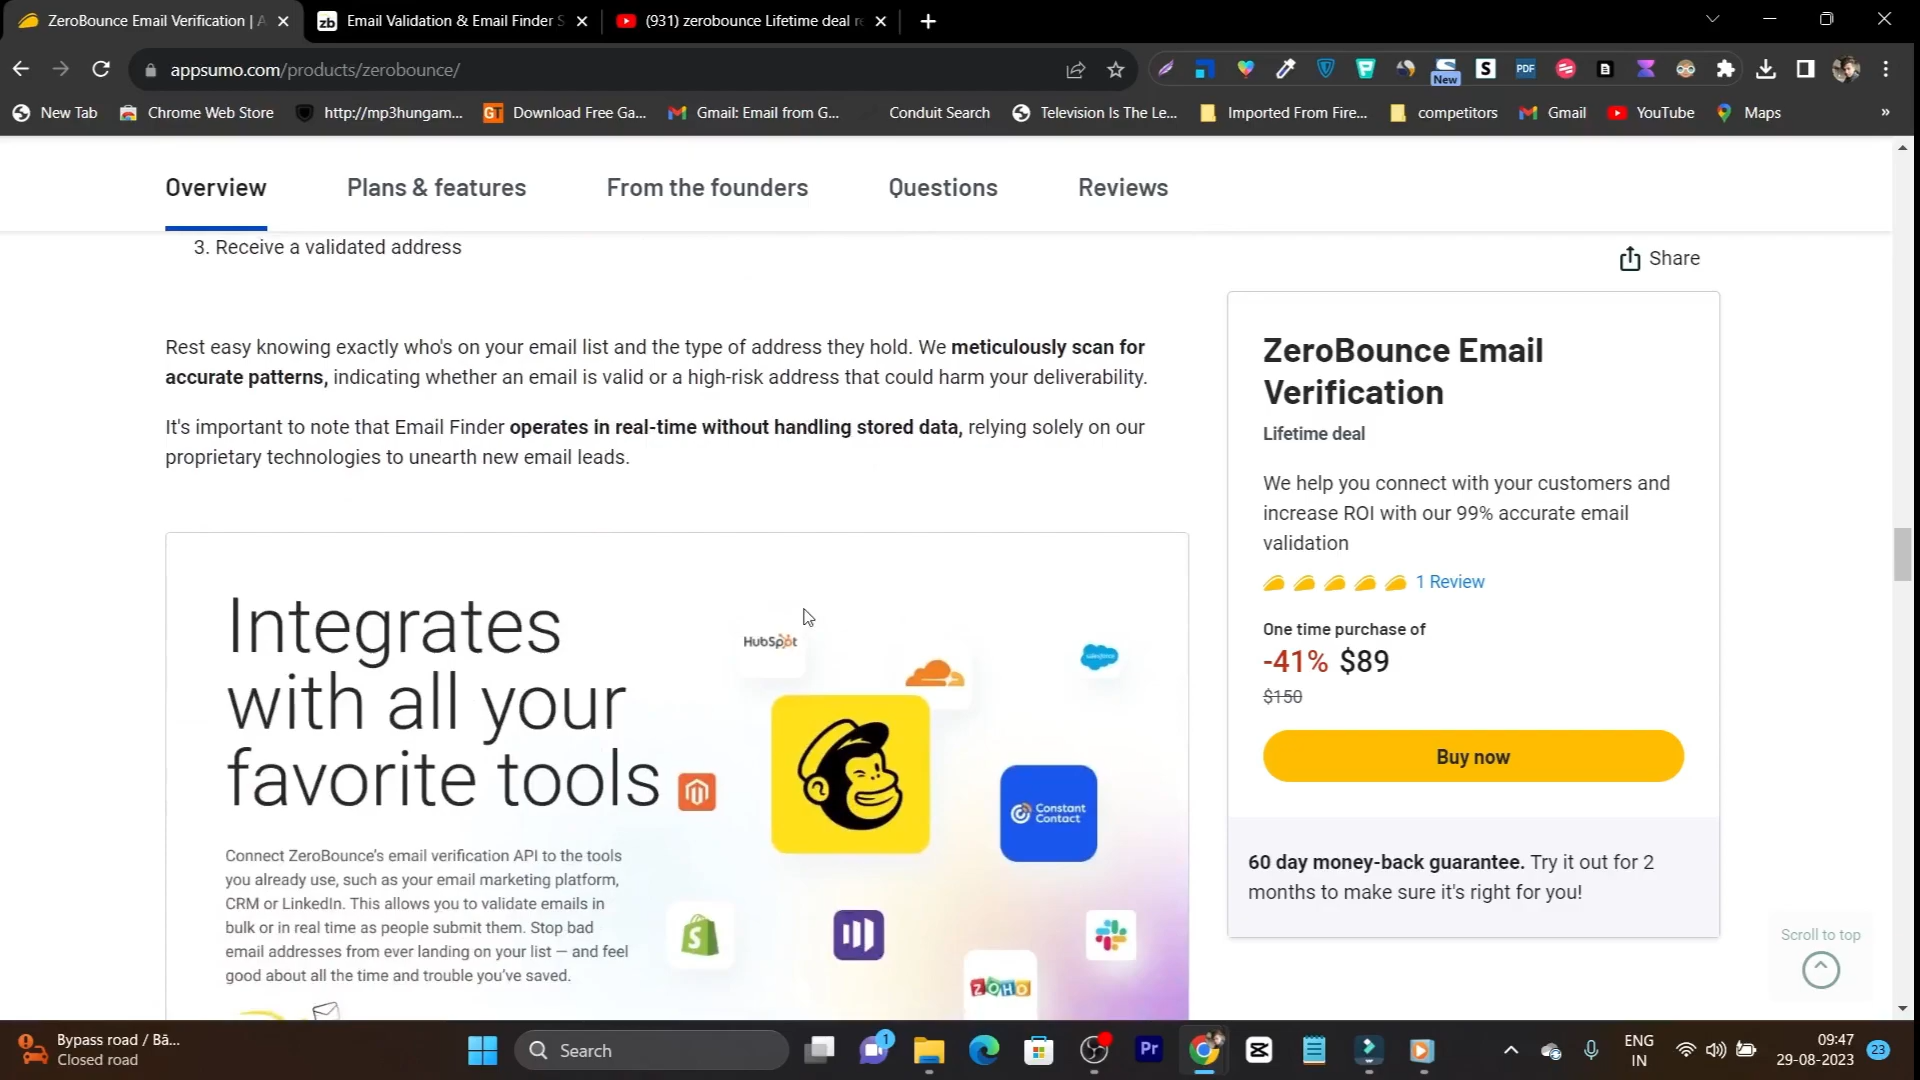 ZeroBounce Email Verification | A
zb Email Validation & Email Finder S
(931) zerobounce Lifetime deal re
appsumo.com/products/zerobounce/
New
S
PDF
New Tab
Chrome Web Store
http://mp3hungam...
GT Download Free Ga...
Gmail: Email from G...
Conduit Search
Television Is The Le...
Imported From Fire...
competitors
Gmail
YouTube
Maps
»
Overview
Plans & features
From the founders
Questions
Reviews
3. Receive a validated address
Share
Rest easy knowing exactly who's on your email list and the type of address they hold. We meticulously scan for
accurate patterns, indicating whether an email is valid or a high-risk address that could harm your deliverability.
It's important to note that Email Finder operates in real-time without handling stored data, relying solely on our
proprietary technologies to unearth new email leads.
Integrates
with all your
favorite tools
Connect ZeroBounce's email verification API to the tools
you already use, such as your email marketing platform,
CRM or LinkedIn. This allows you to validate emails in
bulk or in real time as people submit them. Stop bad
email addresses from ever landing on your list — and feel
good about all the time and trouble you've saved.
HubSpot
salesforce
Constant
Contact
ZOHO
ZeroBounce Email
Verification
Lifetime deal
We help you connect with your customers and
increase ROI with our 99% accurate email
validation
1 Review
One time purchase of
-41% $89
$150
Buy now
60 day money-back guarantee. Try it out for 2
months to make sure it's right for you!
Scroll to top
Bypass road / Bā...
Closed road
Search
1
Pr
ENG
IN
09:47
29-08-2023
23